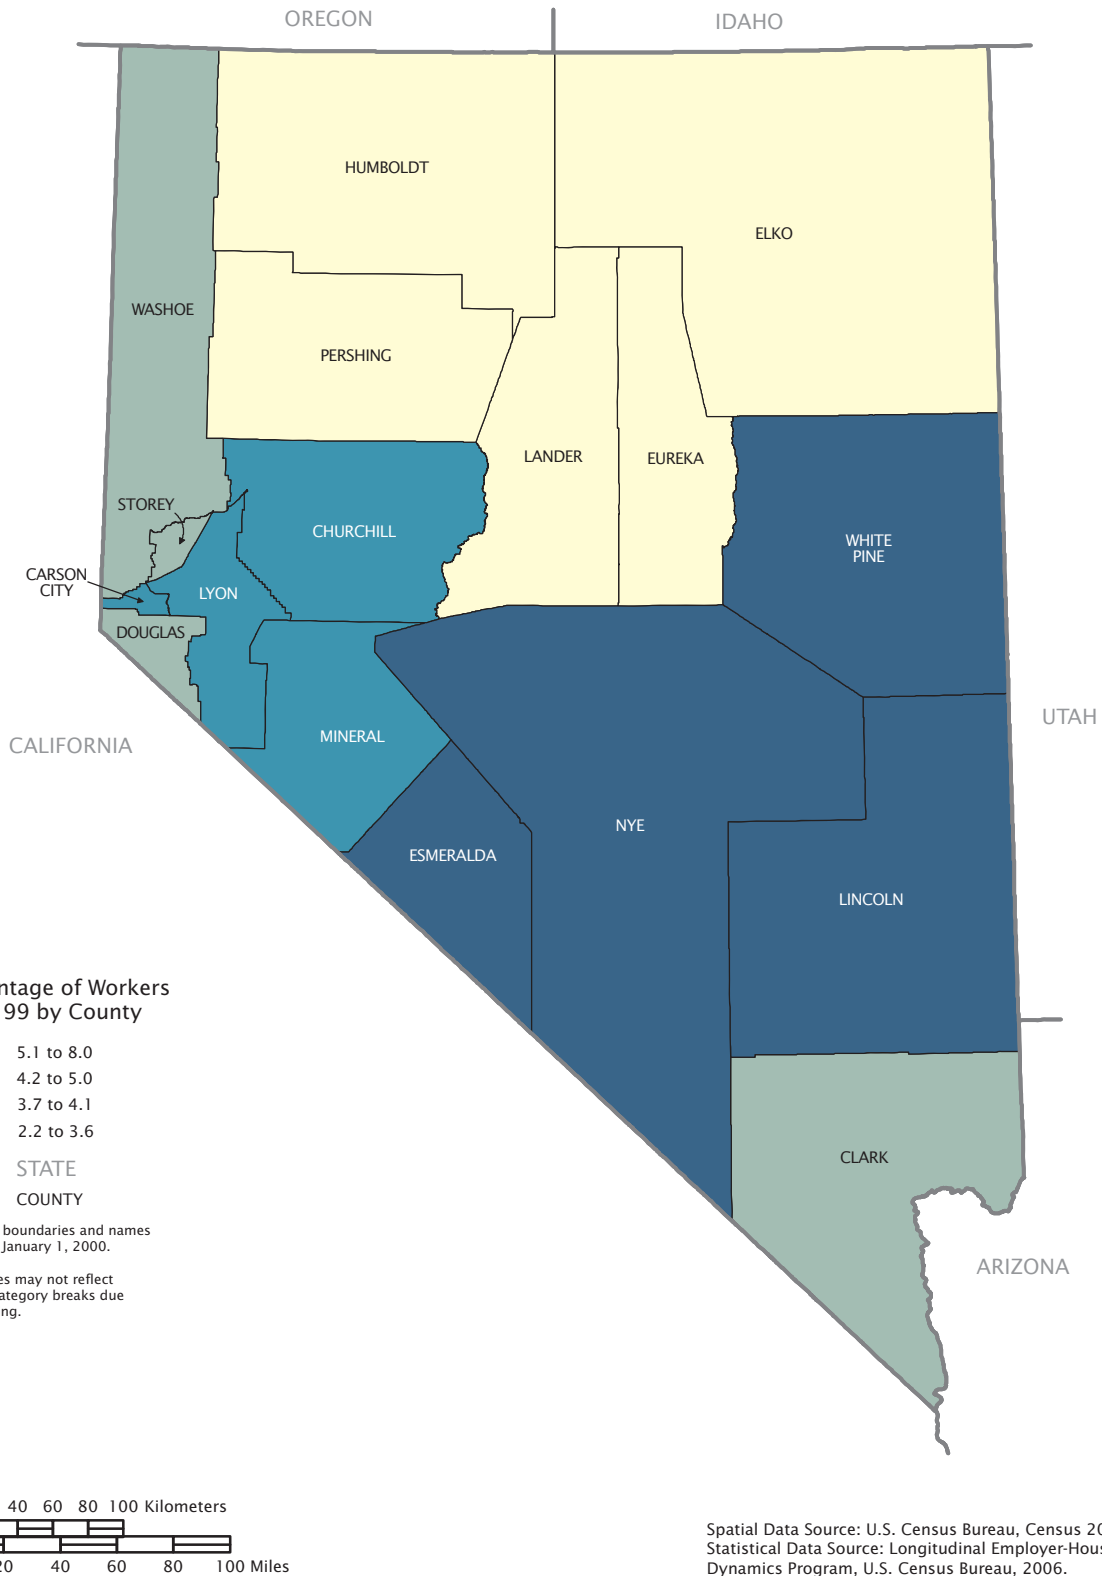 OREGON
IDAHO
HUMBOLDT
ELKO
WASHOE
PERSHING
LANDER
EUREKA
STOREY
CHURCHILL
WHITE
PINE
CARSON
CITY
LYON
DOUGLAS
UTAH
CALIFORNIA
MINERAL
NYE
ESMERALDA
LINCOLN
ntage of Workers
99 by County
5.1 to 8.0
4.2 to 5.0
3.7 to 4.1
2.2 to 3.6
STATE
COUNTY
boundaries and names
January 1, 2000.
es may not reflect
ategory breaks due
ng.
CLARK
ARIZONA
40 60 80 100 Kilometers
20 40 60 80 100 Miles
Spatial Data Source: U.S. Census Bureau, Census 20
Statistical Data Source: Longitudinal Employer-Hous
Dynamics Program, U.S. Census Bureau, 2006.